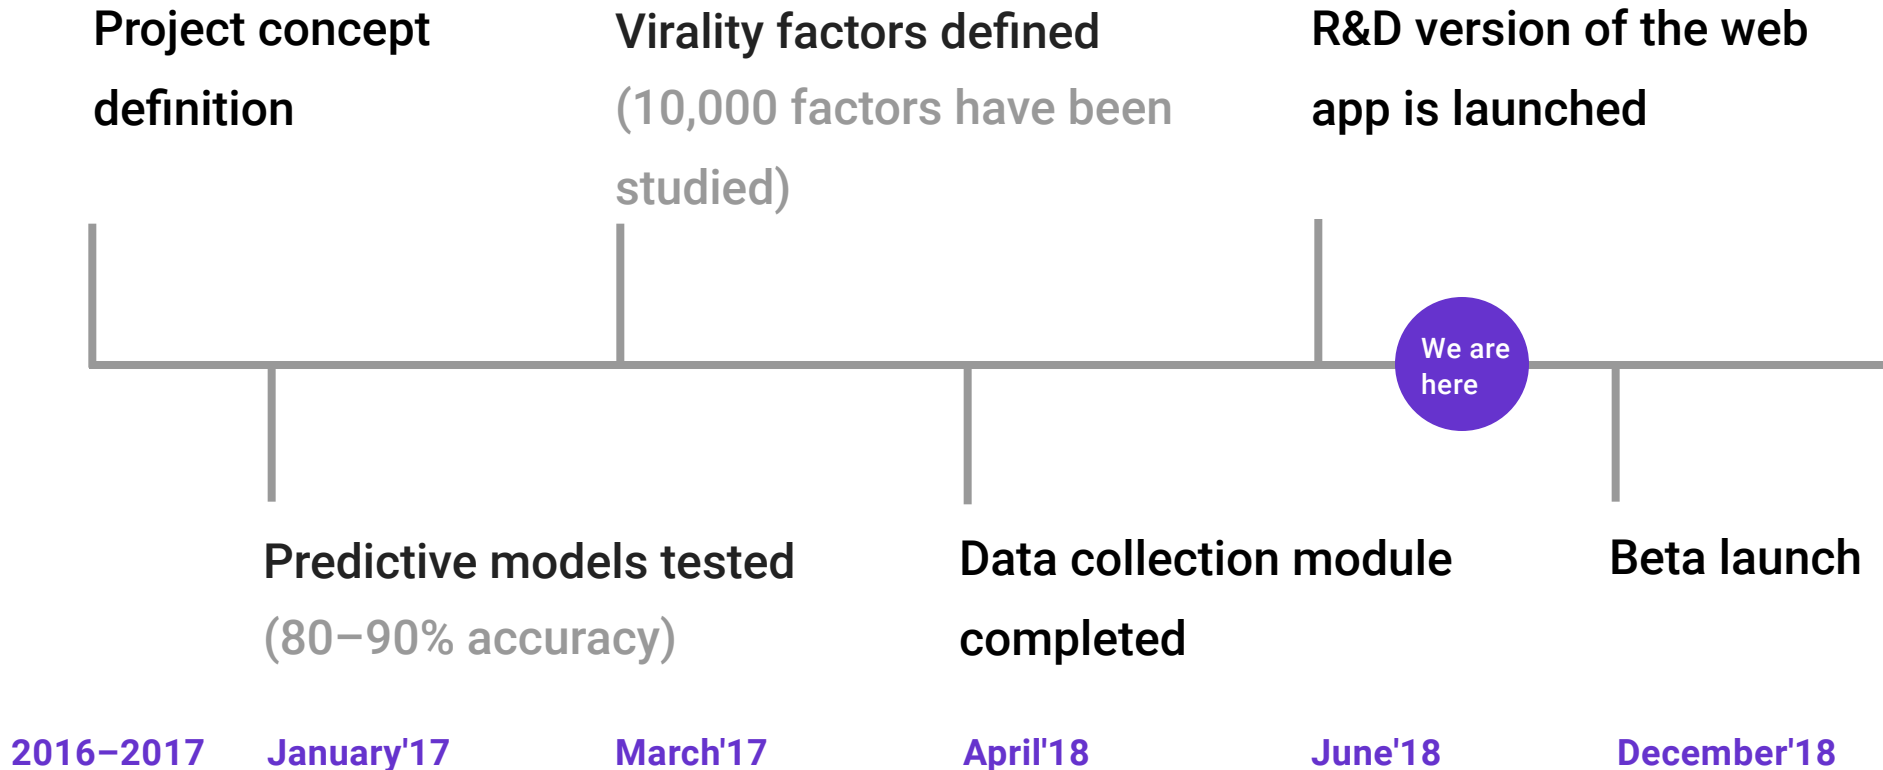 Project concept
definition
Virality factors defined
(10,000 factors have been
studied)
R&D version of the web
app is launched
We are
here
Predictive models tested
(80–90% accuracy)
Data collection module
completed
Beta launch
2016–2017
January'17
March'17
April'18
June'18
December'18